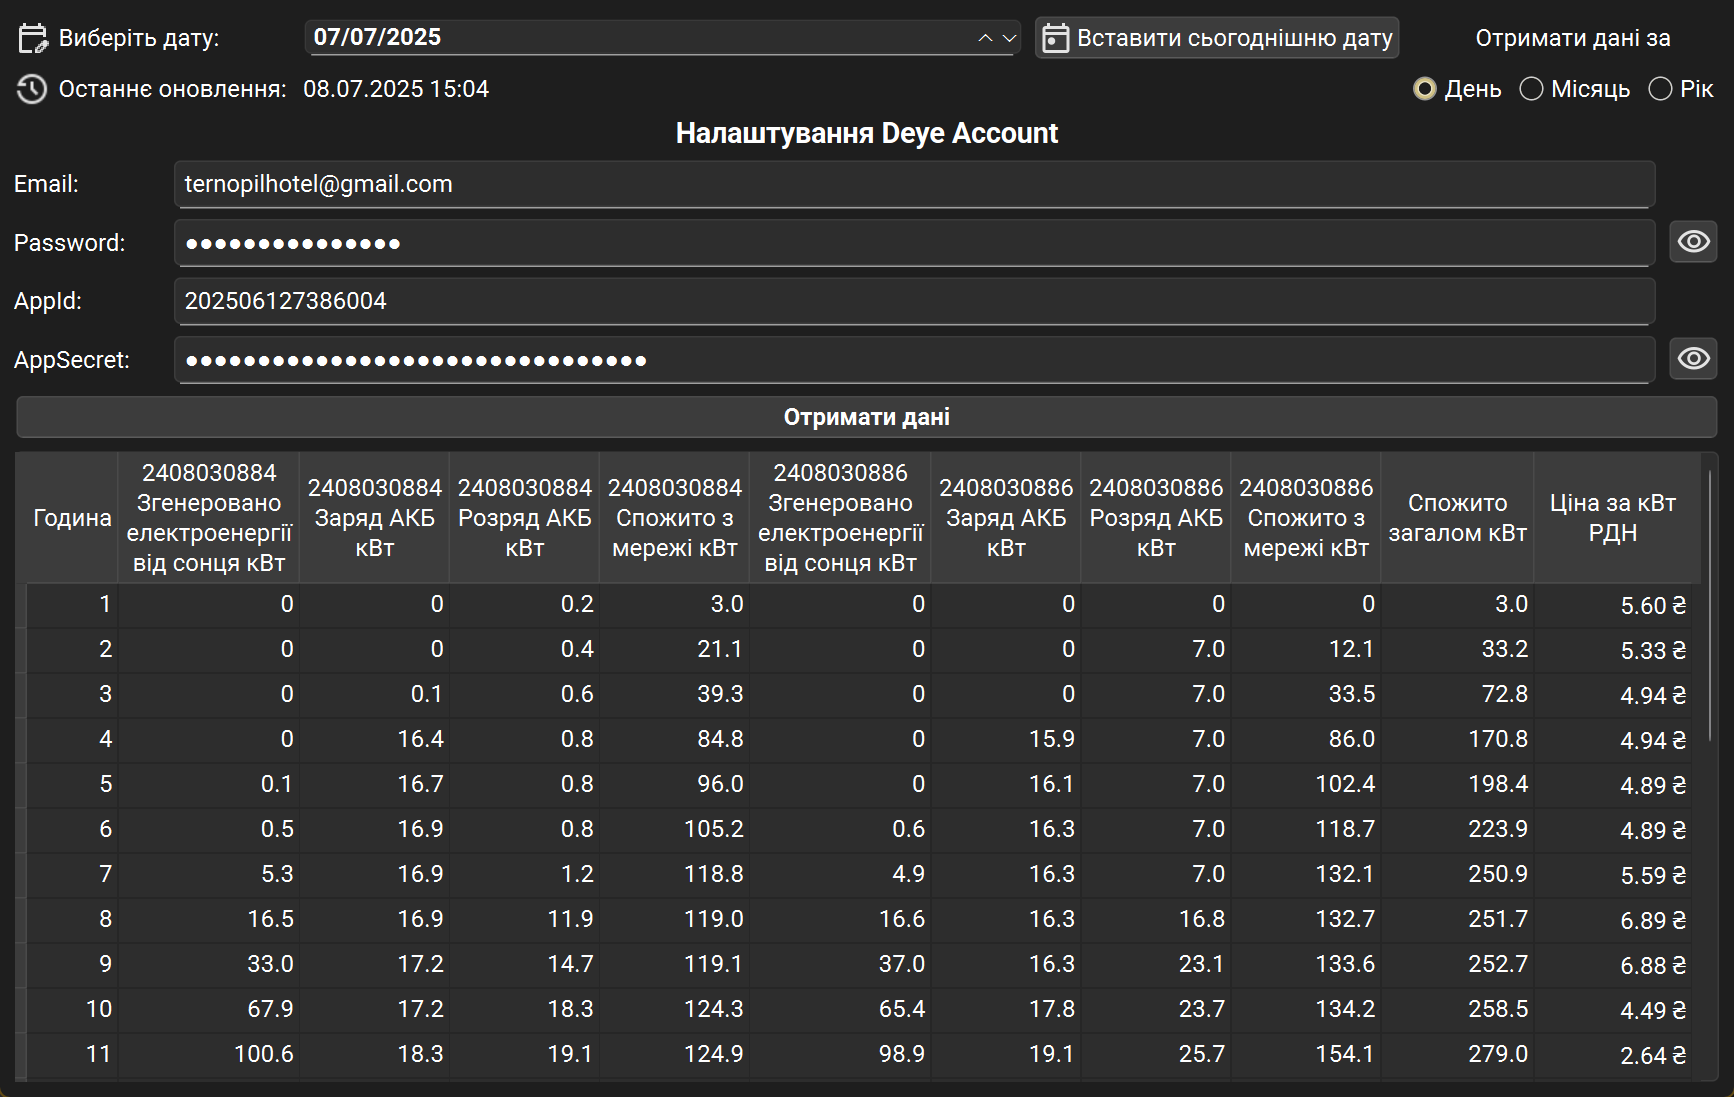 Виберіть дату: 07/07/2025 Вставити сьогоднішню дату Отримати дані за
Останнє оновлення: 08.07.2025 15:04 День Місяць Рік
Налаштування Deye Account
Email: ternopilhotel@gmail.com
Password: ●●●●●●●●●●●●●●●
AppId: 202506127386004
AppSecret: ●●●●●●●●●●●●●●●●●●●●●●●●●●●●●●●●
Отримати дані
Година 2408030884 Згенеровано електроенергії від сонця кВт 2408030884 Заряд АКБ кВт 2408030884 Розряд АКБ кВт 2408030884 Спожито з мережі кВт 2408030886 Згенеровано електроенергії від сонця кВт 2408030886 Заряд АКБ кВт 2408030886 Розряд АКБ кВт 2408030886 Спожито з мережі кВт Спожито загалом кВт Ціна за кВт РДН
1 0 0 0.2 3.0 0 0 0 0 3.0 5.60 ₴
2 0 0 0.4 21.1 0 0 7.0 12.1 33.2 5.33 ₴
3 0 0.1 0.6 39.3 0 0 7.0 33.5 72.8 4.94 ₴
4 0 16.4 0.8 84.8 0 15.9 7.0 86.0 170.8 4.94 ₴
5 0.1 16.7 0.8 96.0 0 16.1 7.0 102.4 198.4 4.89 ₴
6 0.5 16.9 0.8 105.2 0.6 16.3 7.0 118.7 223.9 4.89 ₴
7 5.3 16.9 1.2 118.8 4.9 16.3 7.0 132.1 250.9 5.59 ₴
8 16.5 16.9 11.9 119.0 16.6 16.3 16.8 132.7 251.7 6.89 ₴
9 33.0 17.2 14.7 119.1 37.0 16.3 23.1 133.6 252.7 6.88 ₴
10 67.9 17.2 18.3 124.3 65.4 17.8 23.7 134.2 258.5 4.49 ₴
11 100.6 18.3 19.1 124.9 98.9 19.1 25.7 154.1 279.0 2.64 ₴